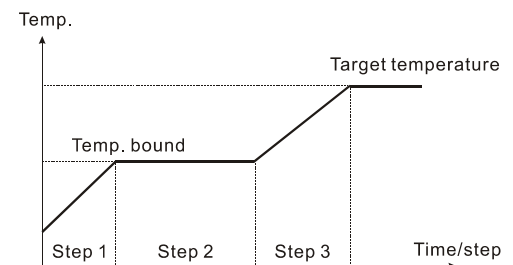 Temp.
Target temperature
Temp. bound
Step 1
Step 2
Step 3
Time/step